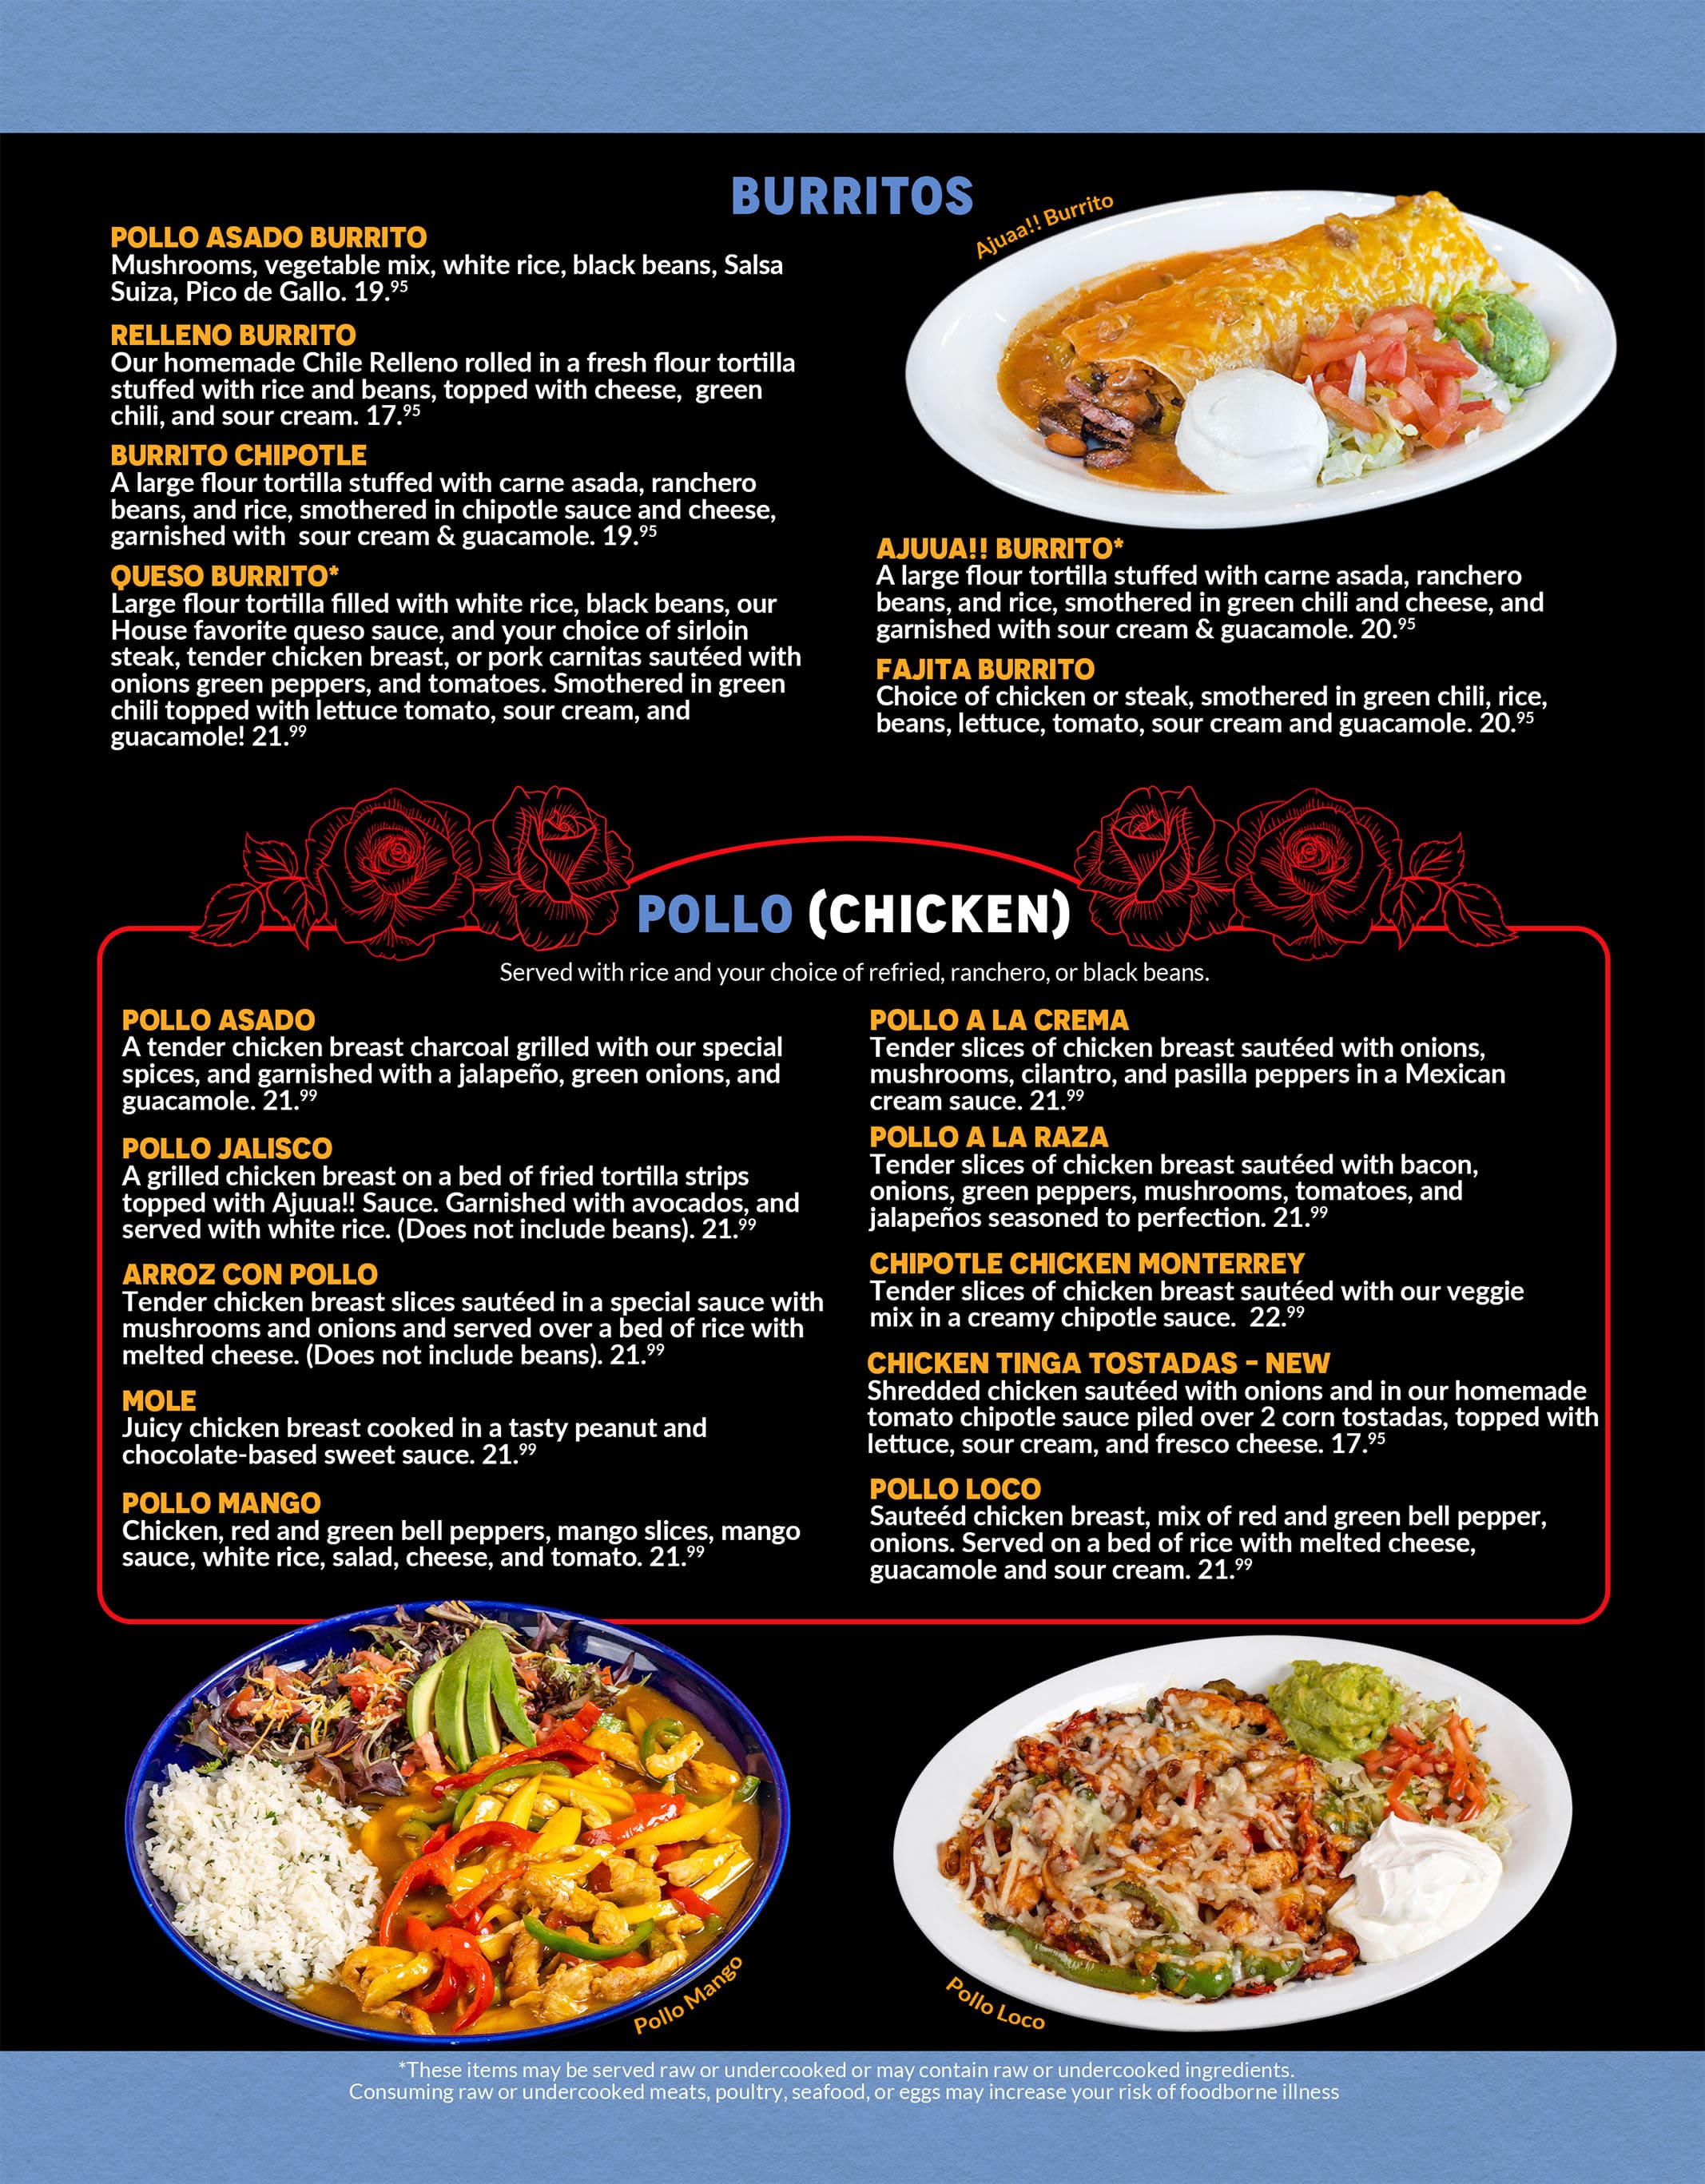 BURRITOS
Ajuaa!! Burrito
POLLO ASADO BURRITO
Mushrooms, vegetable mix, white rice, black beans, Salsa
Suiza, Pico de Gallo. 19.95
RELLENO BURRITO
Our homemade Chile Relleno rolled in a fresh flour tortilla
stuffed with rice and beans, topped with cheese, green
chili, and sour cream. 17.95
BURRITO CHIPOTLE
A large flour tortilla stuffed with carne asada, ranchero
beans, and rice, smothered in chipotle sauce and cheese,
garnished with sour cream & guacamole. 19.95
QUESO BURRITO*
Large flour tortilla filled with white rice, black beans, our
House favorite queso sauce, and your choice of sirloin
steak, tender chicken breast, or pork carnitas sautéed with
onions green peppers, and tomatoes. Smothered in green
chili topped with lettuce tomato, sour cream, and
guacamole! 21.99
AJUUA!! BURRITO*
A large flour tortilla stuffed with carne asada, ranchero
beans, and rice, smothered in green chili and cheese, and
garnished with sour cream & guacamole. 20.95
FAJITA BURRITO
Choice of chicken or steak, smothered in green chili, rice,
beans, lettuce, tomato, sour cream and guacamole. 20.95
POLLO (CHICKEN)
Served with rice and your choice of refried, ranchero, or black beans.
POLLO ASADO
A tender chicken breast charcoal grilled with our special
spices, and garnished with a jalapeño, green onions, and
guacamole. 21.99
POLLO JALISCO
A grilled chicken breast on a bed of fried tortilla strips
topped with Ajuua!! Sauce. Garnished with avocados, and
served with white rice. (Does not include beans). 21.99
ARROZ CON POLLO
Tender chicken breast slices sautéed in a special sauce with
mushrooms and onions and served over a bed of rice with
melted cheese. (Does not include beans). 21.99
MOLE
Juicy chicken breast cooked in a tasty peanut and
chocolate-based sweet sauce. 21.99
POLLO MANGO
Chicken, red and green bell peppers, mango slices, mango
sauce, white rice, salad, cheese, and tomato. 21.99
POLLO A LA CREMA
Tender slices of chicken breast sautéed with onions,
mushrooms, cilantro, and pasilla peppers in a Mexican
cream sauce. 21.99
POLLO A LA RAZA
Tender slices of chicken breast sautéed with bacon,
onions, green peppers, mushrooms, tomatoes, and
jalapeños seasoned to perfection. 21.99
CHIPOTLE CHICKEN MONTERREY
Tender slices of chicken breast sautéed with our veggie
mix in a creamy chipotle sauce. 22.99
CHICKEN TINGA TOSTADAS - NEW
Shredded chicken sautéed with onions and in our homemade
tomato chipotle sauce piled over 2 corn tostadas, topped with
lettuce, sour cream, and fresco cheese. 17.95
POLLO LOCO
Sauteéd chicken breast, mix of red and green bell pepper,
onions. Served on a bed of rice with melted cheese,
guacamole and sour cream. 21.99
Pollo Mango
Pollo Loco
*These items may be served raw or undercooked or may contain raw or undercooked ingredients.
Consuming raw or undercooked meats, poultry, seafood, or eggs may increase your risk of foodborne illness